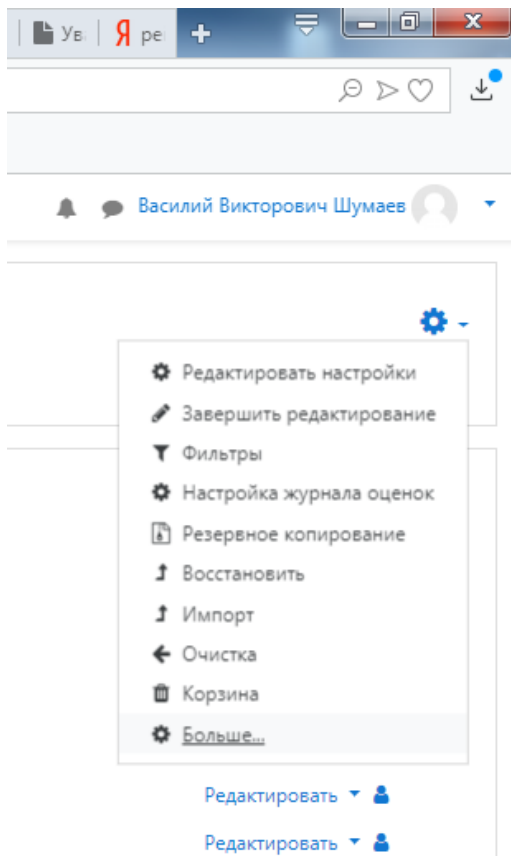 Ув
Я ре
Василий Викторович Шумаев
Редактировать настройки
Завершить редактирование
Фильтры
Настройка журнала оценок
Резервное копирование
Восстановить
Импорт
Очистка
Корзина
Больше...
Редактировать
Редактировать